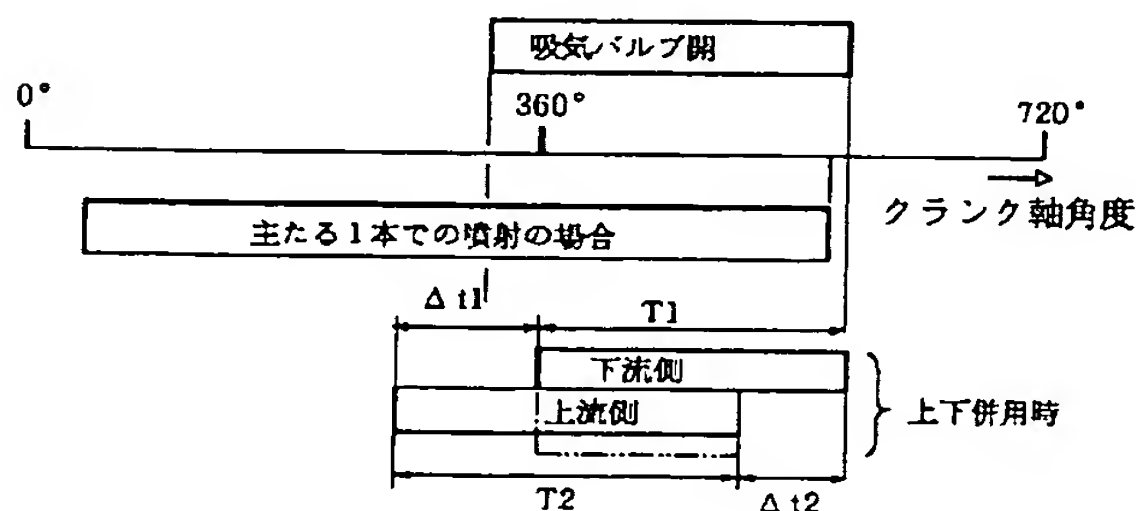 吸気バルブ開
0°
360°
720°
クランク軸角度
主たる1本での噴射の場合
Δt1
T1
下流側
上流側
上下併用時
T2
Δt2